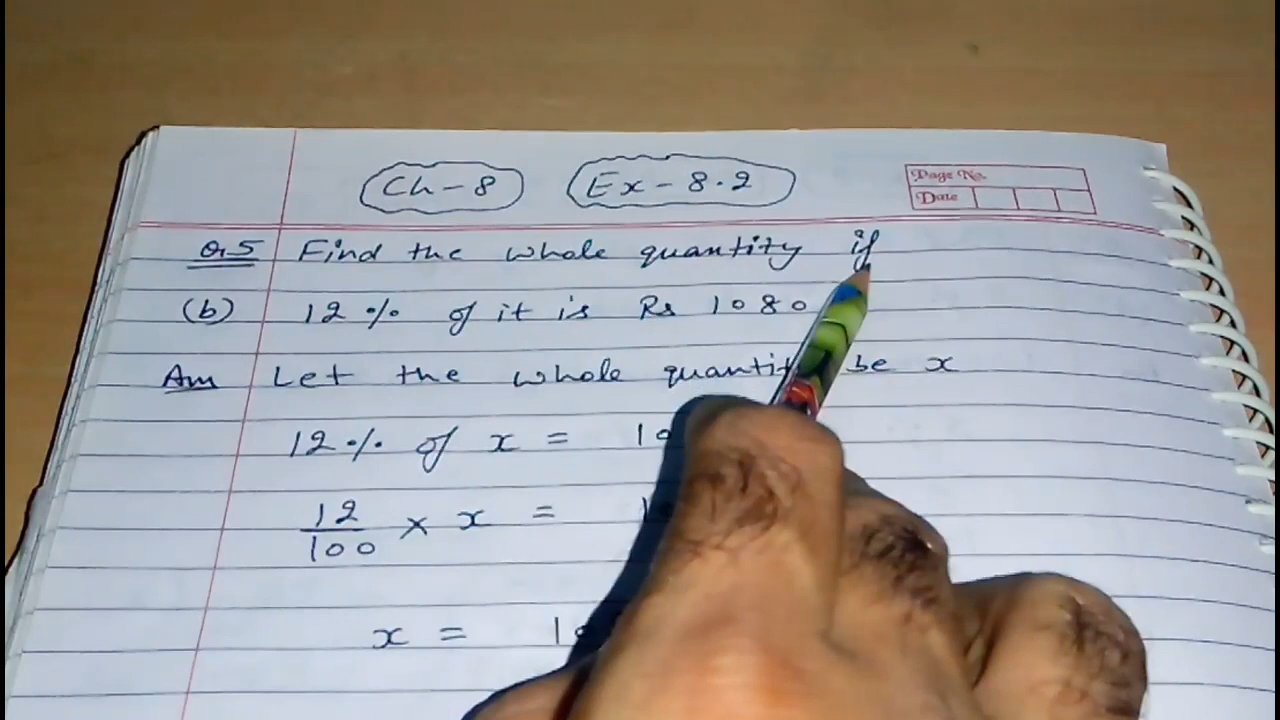 Ch-8 Ex-8.2
Page No.
Date
Q.5 Find the whole quantity if
(b) 12% of it is Rs 1080
Ans Let the whole quantity be x
12% of x =
12/100 × x =
x =